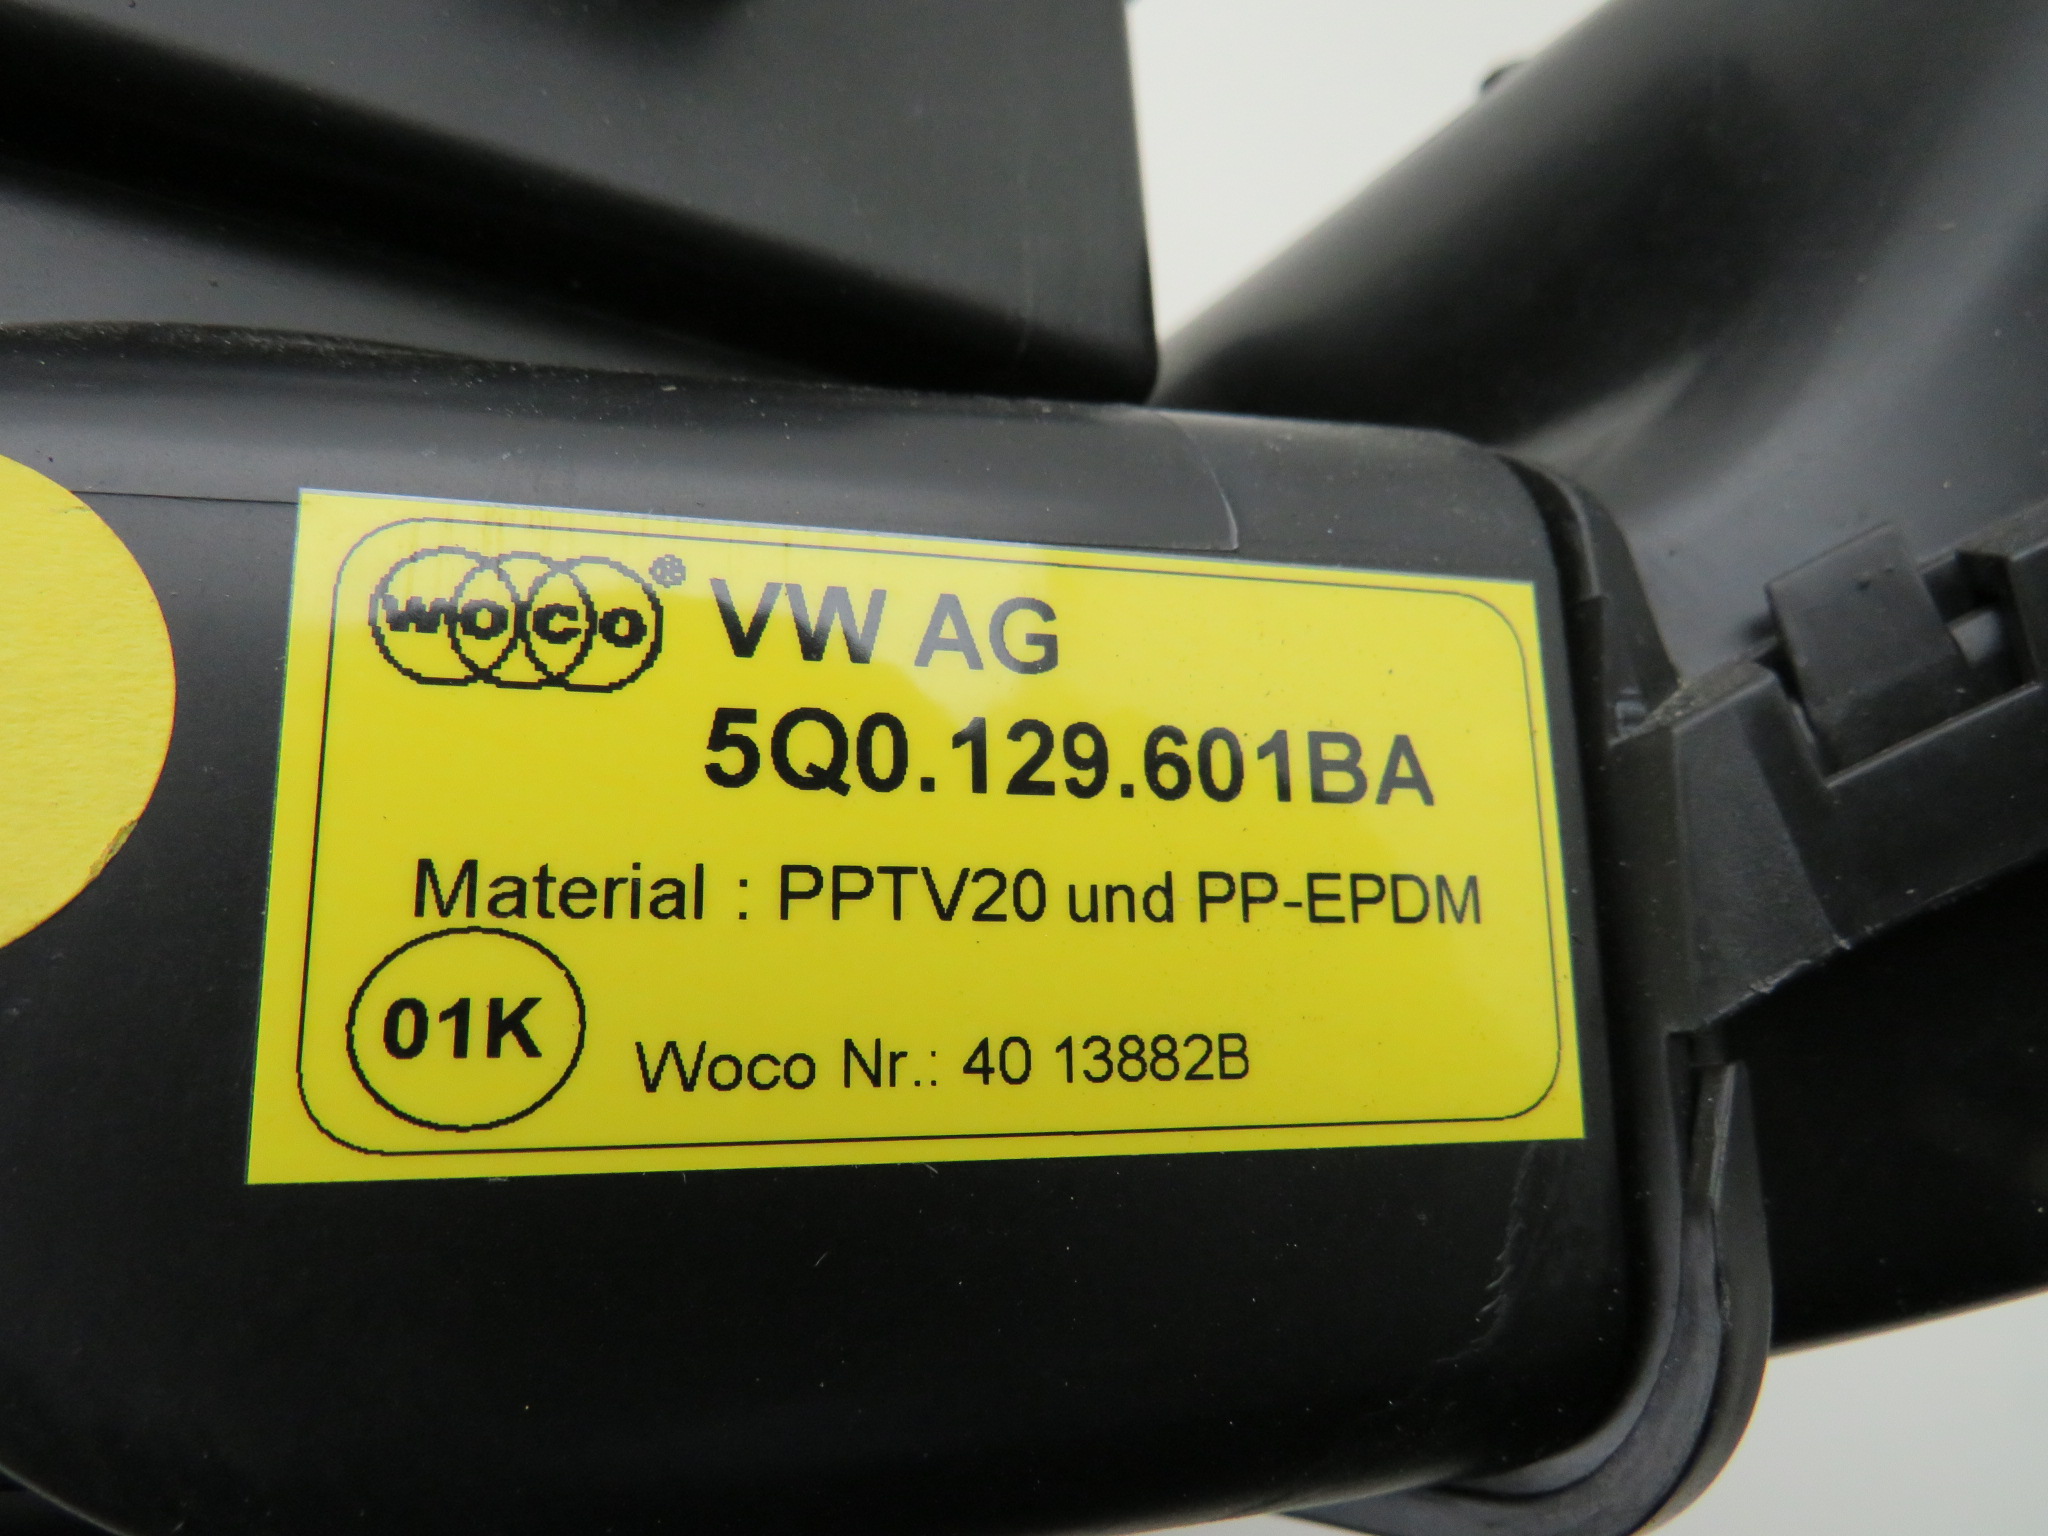 WOCO® VW AG
5Q0.129.601BA
Material : PPTV20 und PP-EPDM
01K
Woco Nr.: 40 13882B